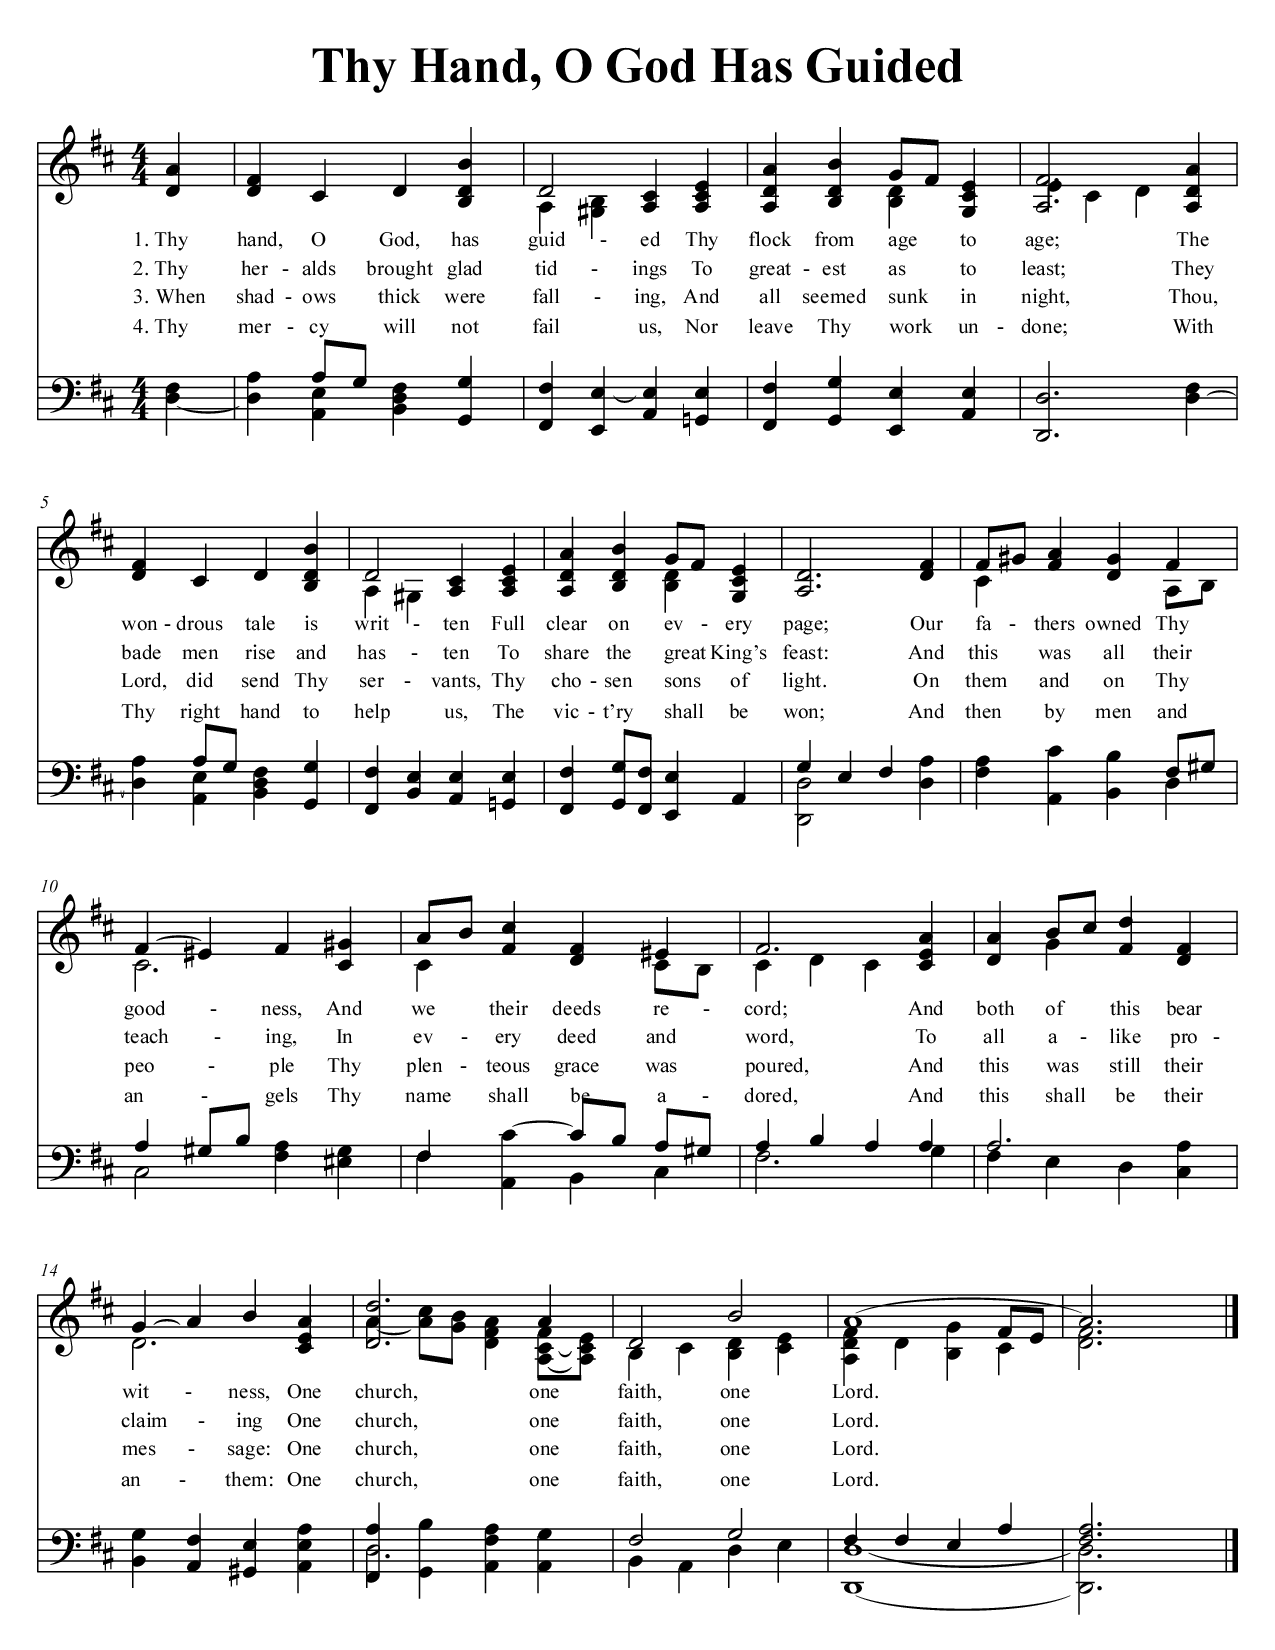 Thy Hand, O God Has Guided
1. Thy hand, O God, has guid - ed Thy flock from age to age; The
2. Thy her - alds brought glad tid - ings To great - est as to least; They
3. When shad - ows thick were fall - ing, And all seemed sunk in night, Thou,
4. Thy mer - cy will not fail us, Nor leave Thy work un - done; With
5
won - drous tale is writ - ten Full clear on ev - ery page; Our fa - thers owned Thy
bade men rise and has - ten To share the great King’s feast: And this was all their
Lord, did send Thy ser - vants, Thy cho - sen sons of light. On them and on Thy
Thy right hand to help us, The vic - t’ry shall be won; And then by men and
10
good - ness, And we their deeds re - cord; And both of this bear
teach - ing, In ev - ery deed and word, To all a - like pro -
peo - ple Thy plen - teous grace was poured, And this was still their
an - gels Thy name shall be a - dored, And this shall be their
14
wit - ness, One church, one faith, one Lord.
claim - ing One church, one faith, one Lord.
mes - sage: One church, one faith, one Lord.
an - them: One church, one faith, one Lord.